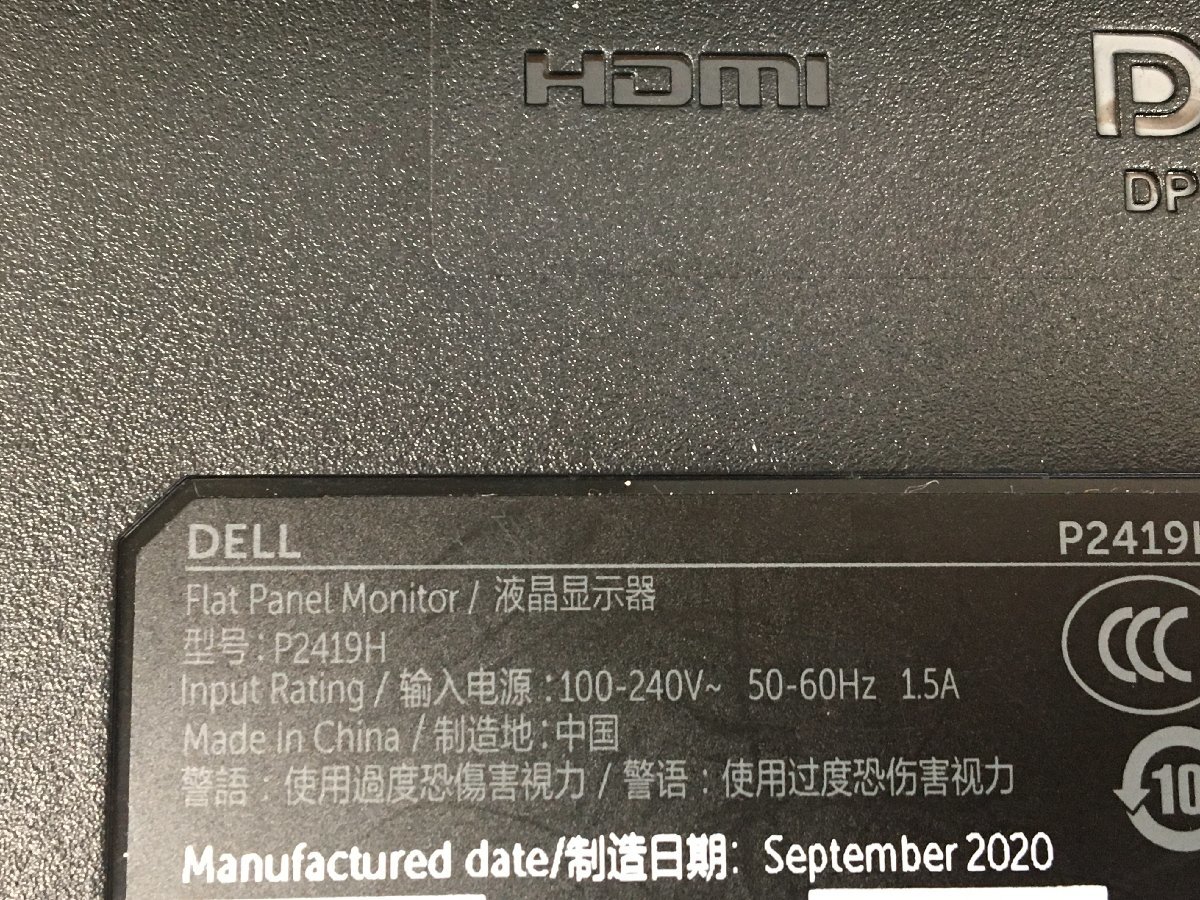 HDMI
DP
DELL P2419H
Flat Panel Monitor / 液晶显示器
型号: P2419H
Input Rating / 输入电源 : 100-240V~ 50-60Hz 1.5A
Made in China / 制造地 : 中国
警語 : 使用過度恐傷害視力 / 警语 : 使用过度恐伤害视力
Manufactured date/制造日期: September 2020
CCC
10